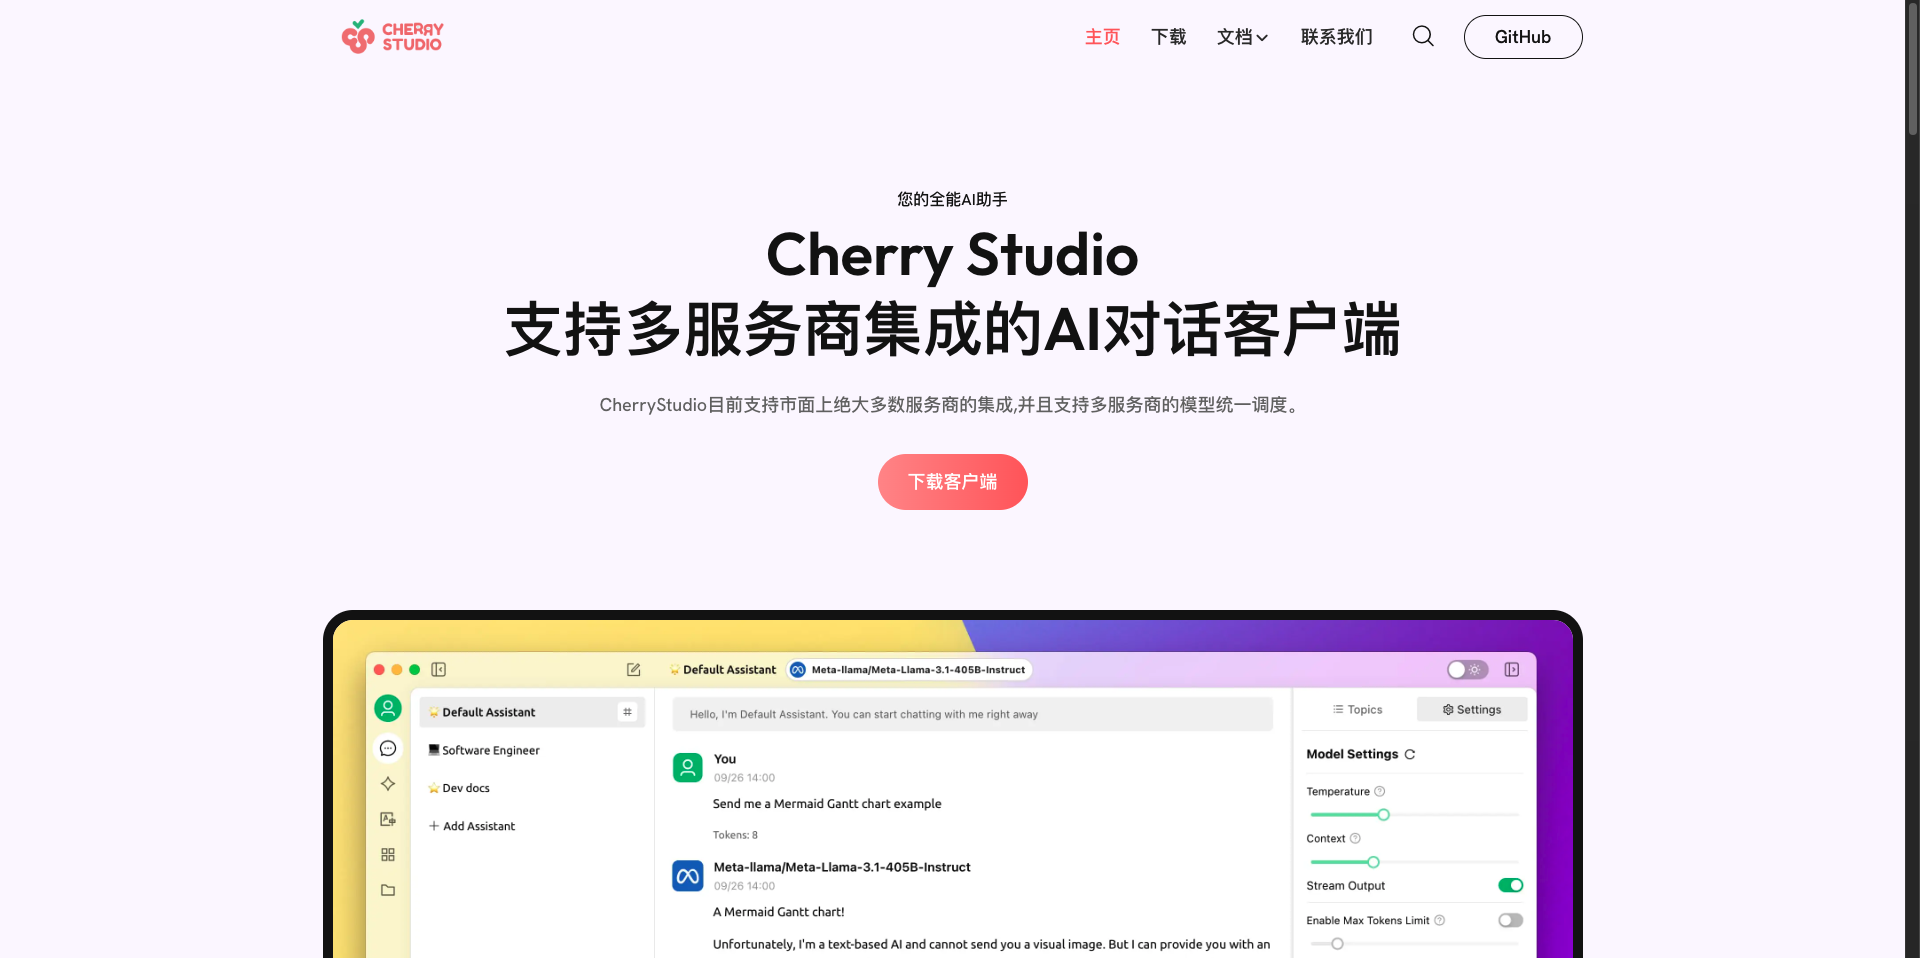 CHERRY
STUDIO
主页
下载
文档
联系我们
GitHub
您的全能AI助手
Cherry Studio
支持多服务商集成的AI对话客户端
CherryStudio目前支持市面上绝大多数服务商的集成,并且支持多服务商的模型统一调度。
下载客户端
Default Assistant
Meta-llama/Meta-Llama-3.1-405B-Instruct
Default Assistant
Software Engineer
Dev docs
Add Assistant
Hello, I'm Default Assistant. You can start chatting with me right away
You
09/26 14:00
Send me a Mermaid Gantt chart example
Tokens: 8
Meta-llama/Meta-Llama-3.1-405B-Instruct
09/26 14:00
A Mermaid Gantt chart!
Unfortunately, I'm a text-based AI and cannot send you a visual image. But I can provide you with an
Topics
Settings
Model Settings
Temperature
Context
Stream Output
Enable Max Tokens Limit